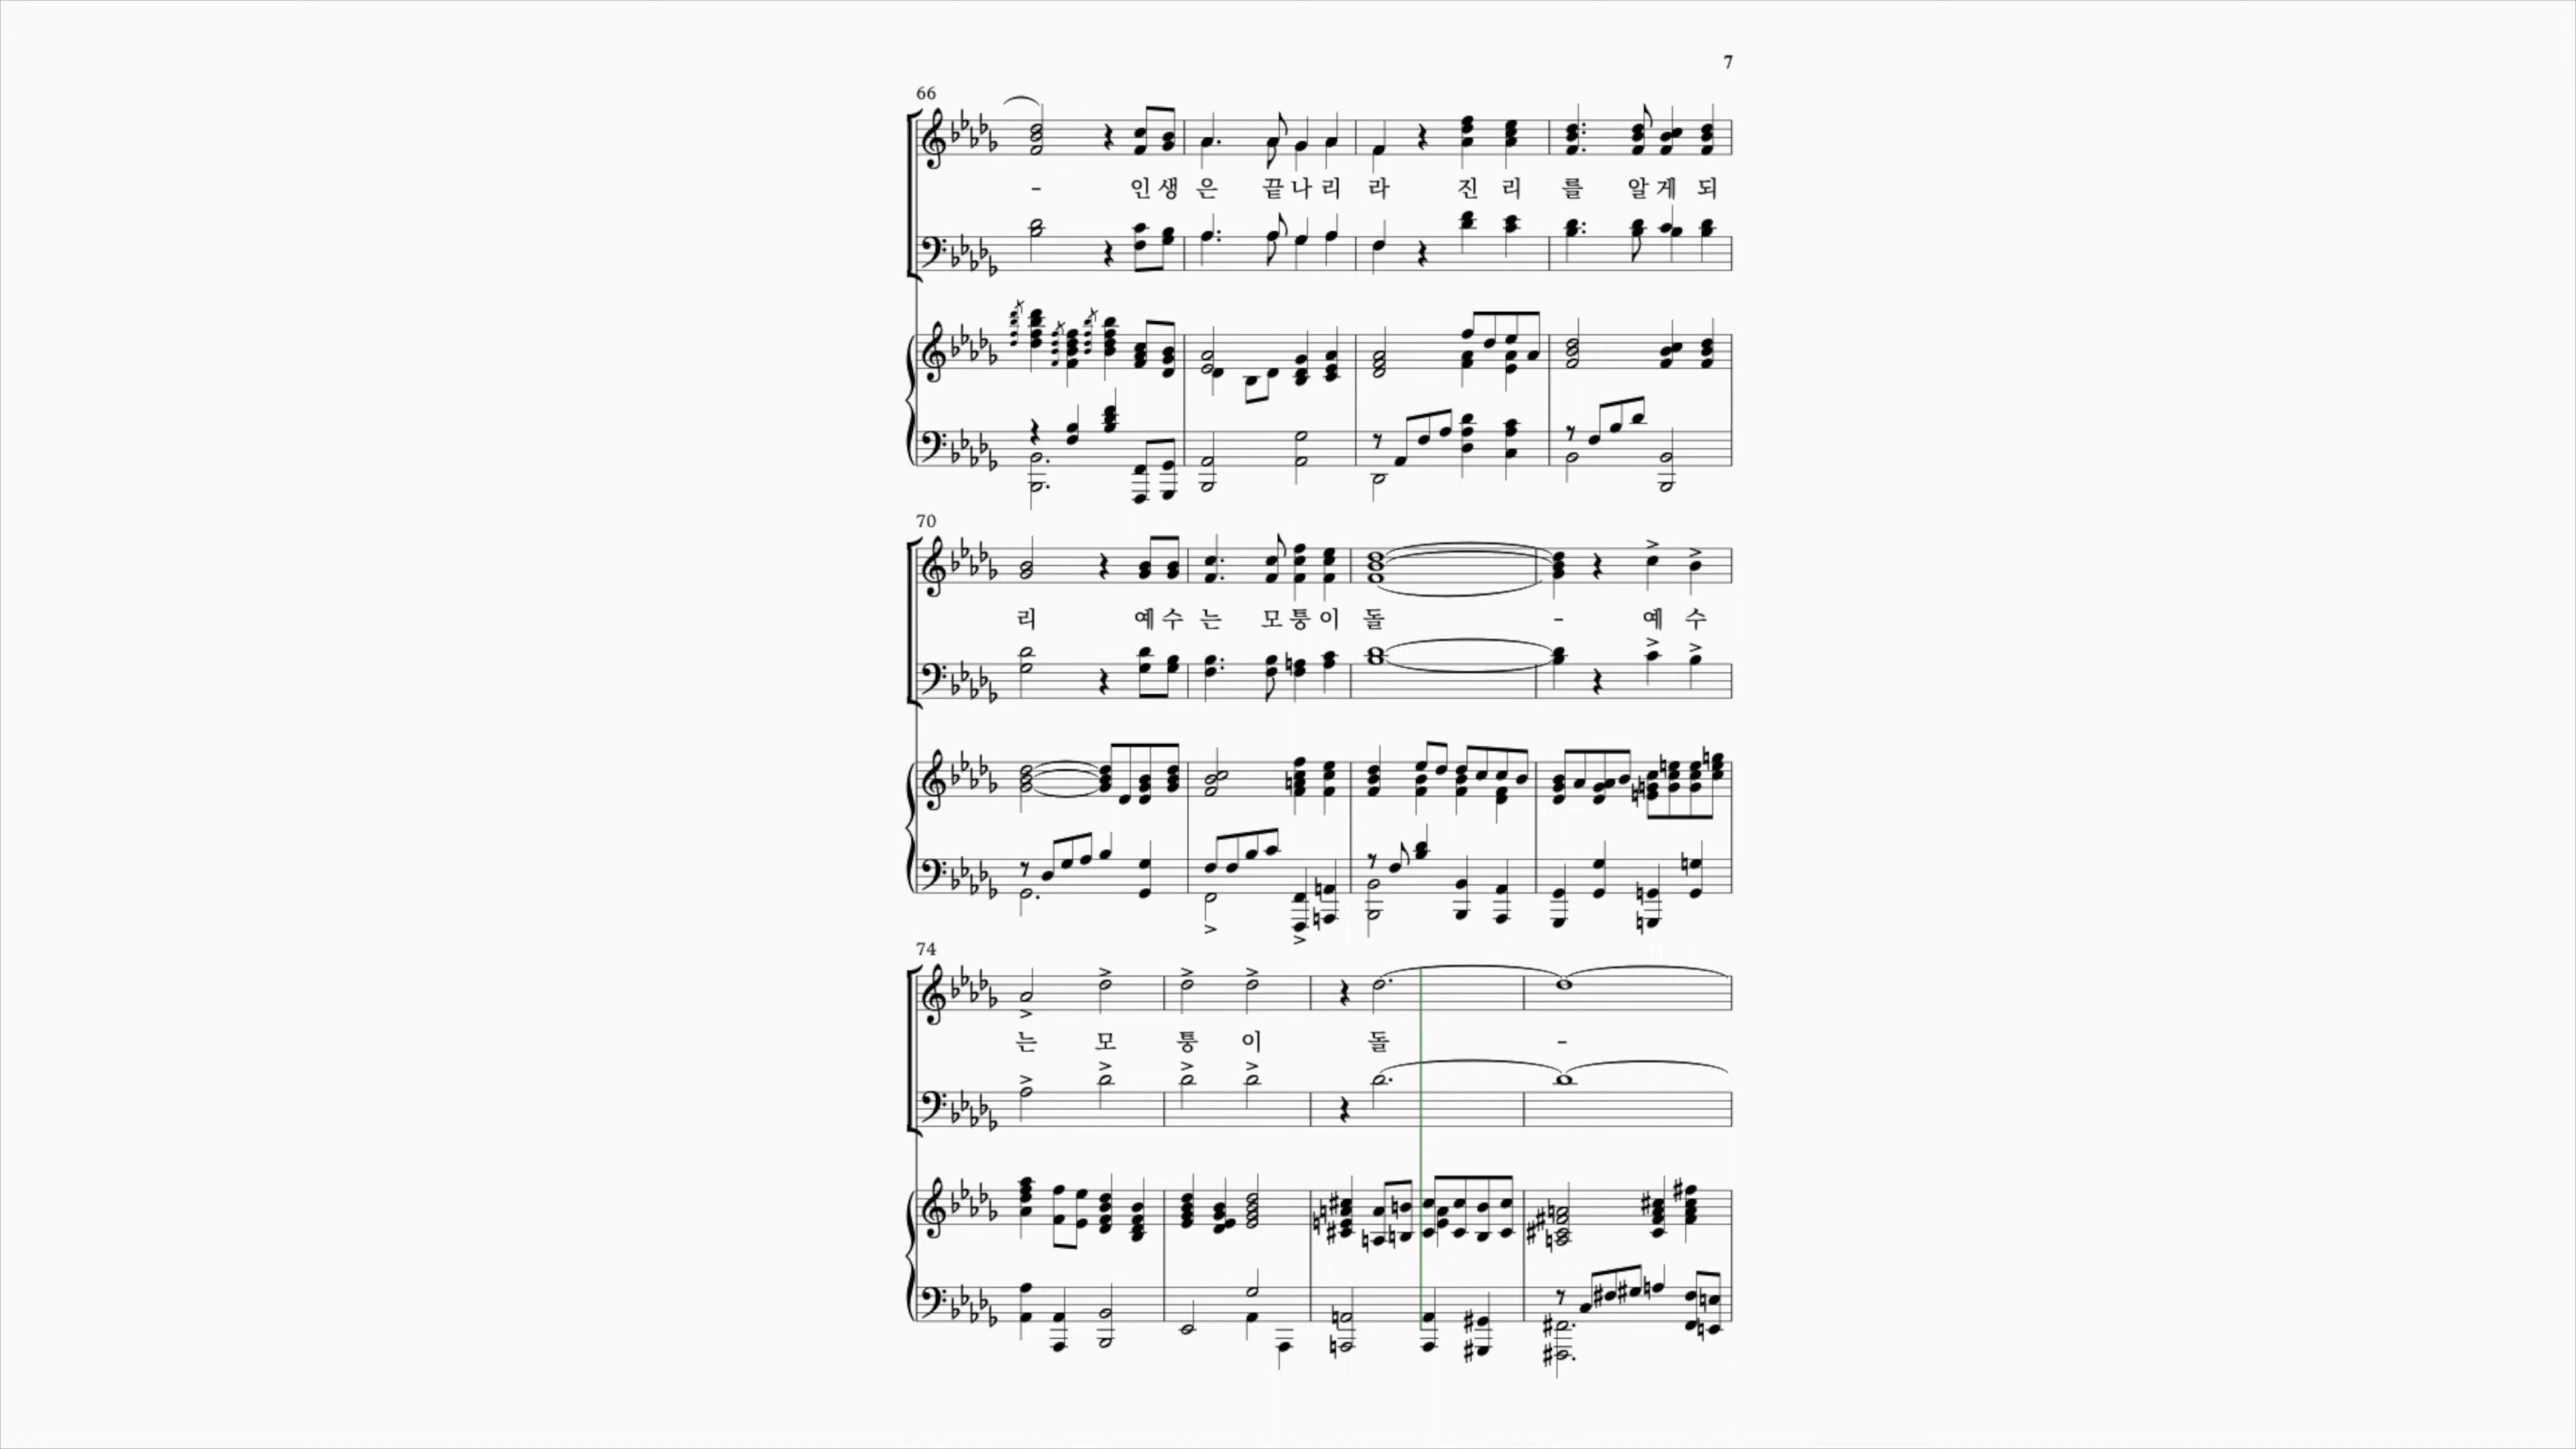 7
66
- 인 생 은 끝 나 리 라 진 리 를 알 게 되
70
리 예 수 는 모 퉁 이 돌 - 예 수
74
는 모 퉁 이 돌 -